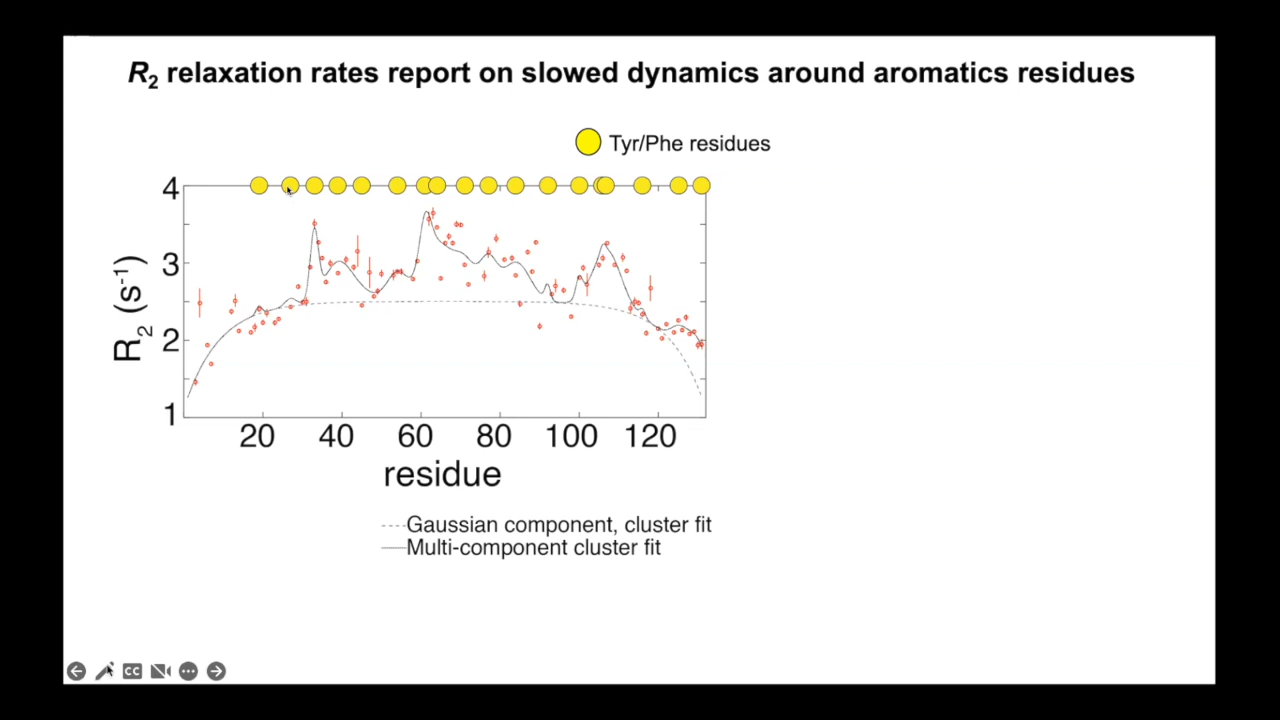 R2 relaxation rates report on slowed dynamics around aromatics residues
Tyr/Phe residues
4
3
2
1
R2 (s-1)
20 40 60 80 100 120
residue
Gaussian component, cluster fit
Multi-component cluster fit
CC